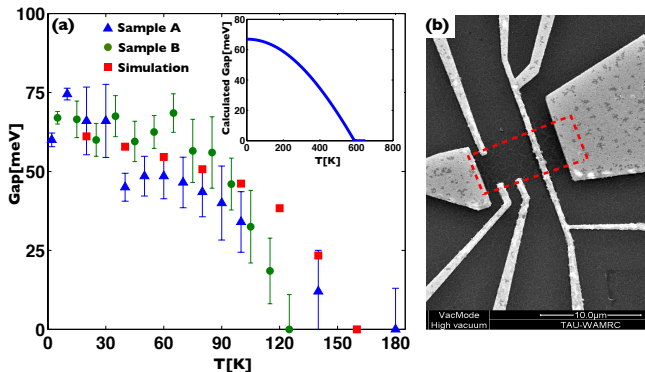 (a)
Sample A
Sample B
Simulation
Gap[meV]
100
75
50
25
0
0
30
60
90
120
150
180
T[K]
Calculated Gap[meV]
80
60
40
20
0
0
200
400
600
800
T[K]
(b)
VacMode
High vacuum
10.0µm
TAU-WAMRC